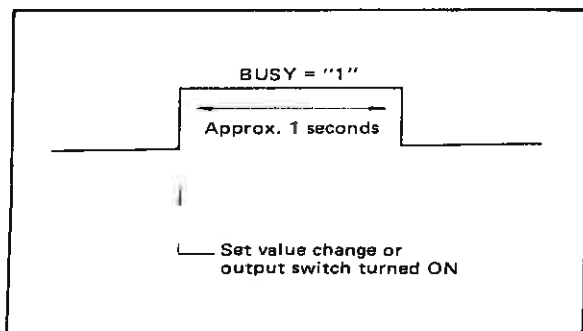 BUSY = "1"
Approx. 1 seconds
Set value change or
output switch turned ON